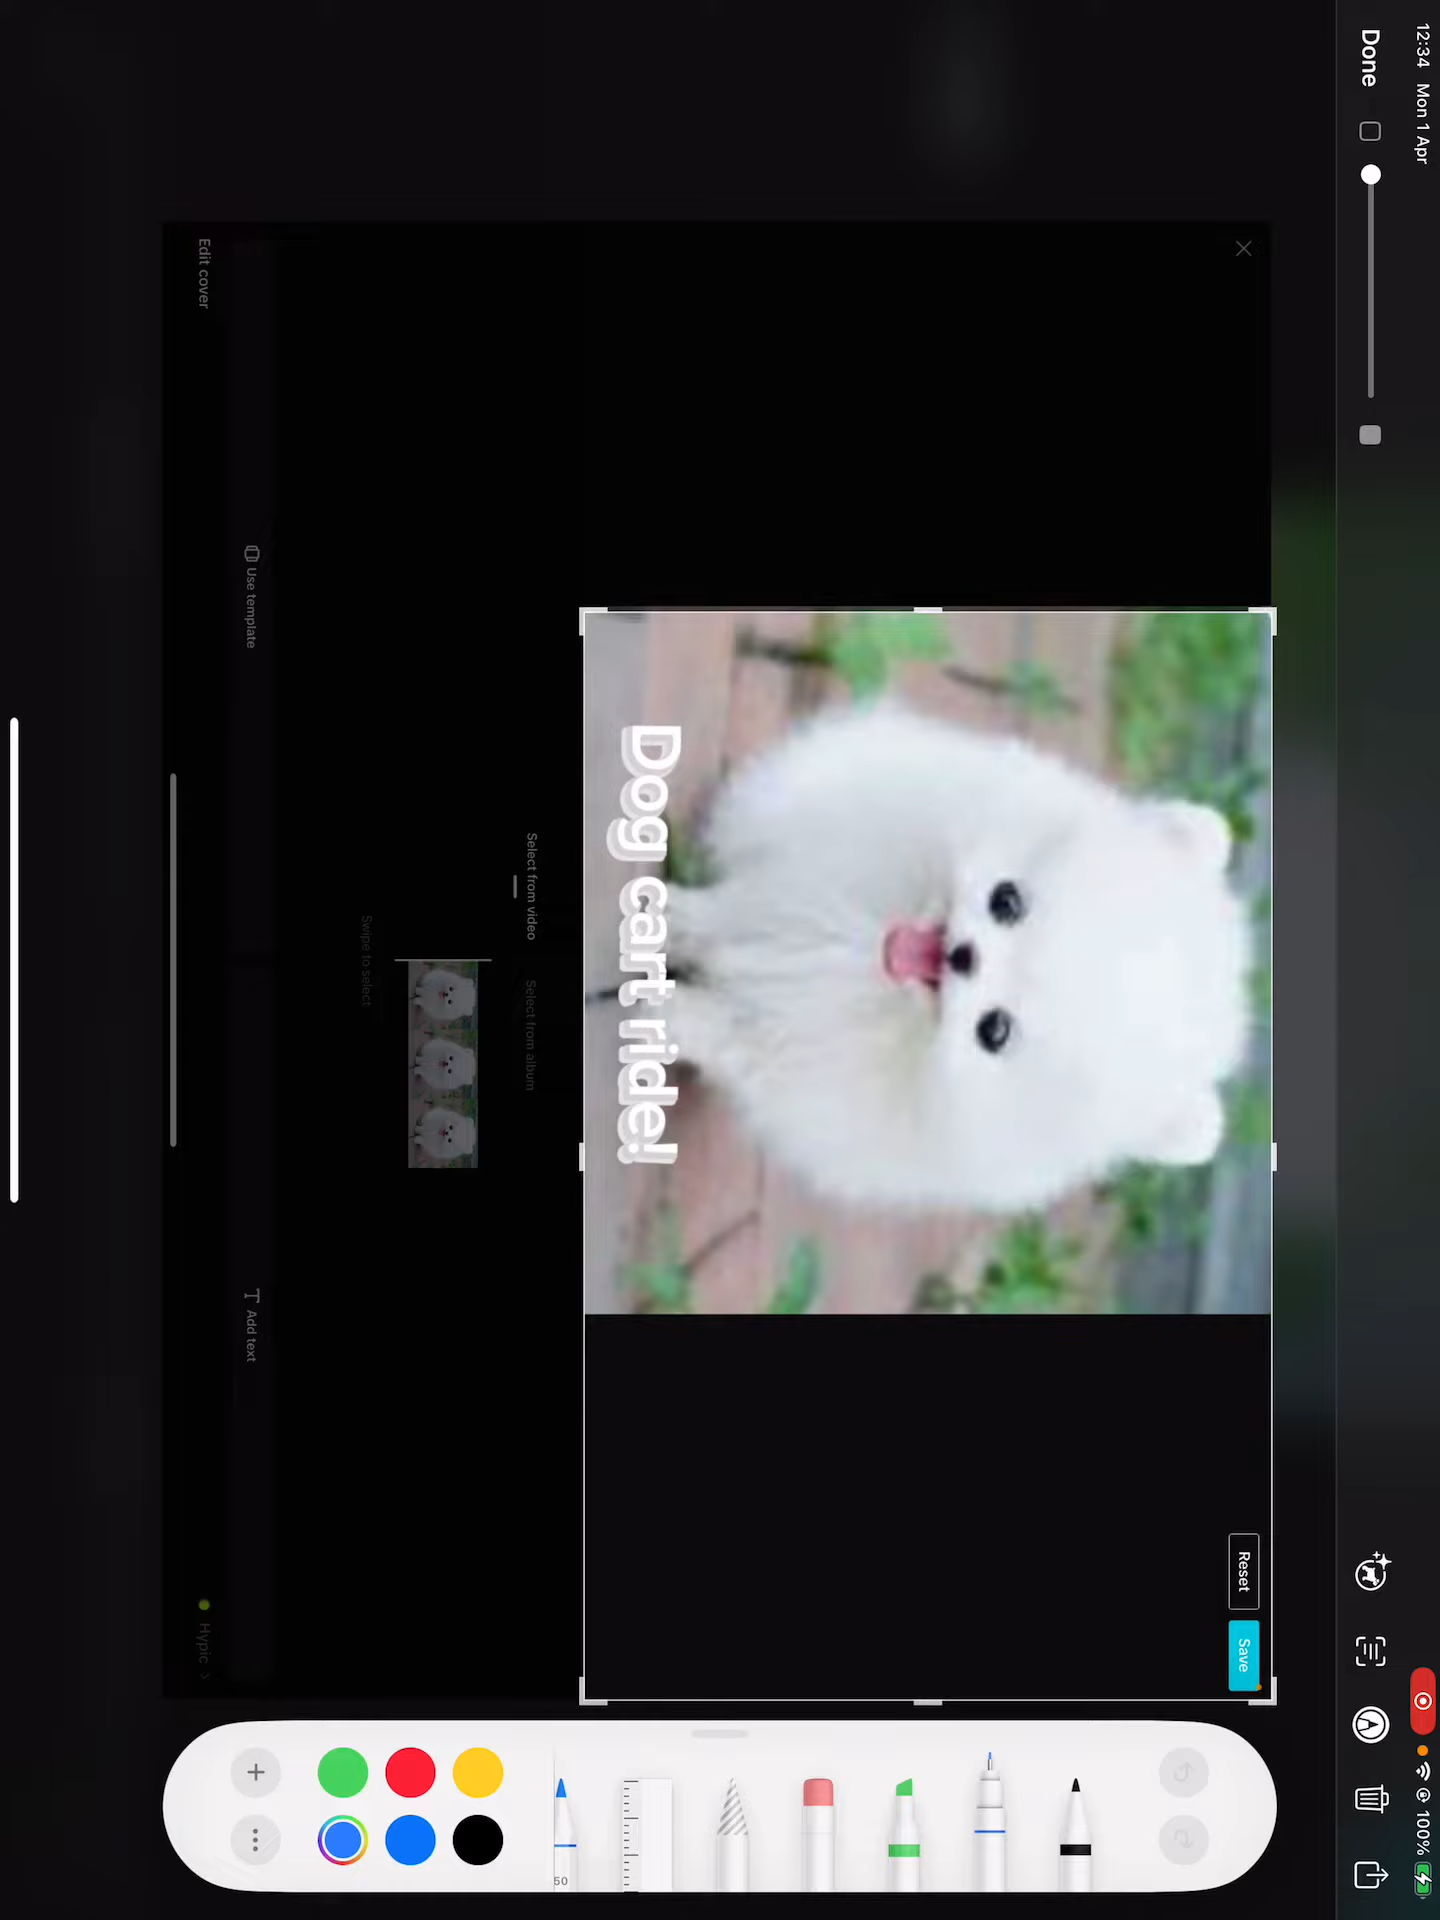 12:34 Mon 1 Apr
100%
Done
Reset
Save
Dog cart ride!
Select from video
Select from album
Swipe to select
Use template
Add text
Edit cover
Hypic
50